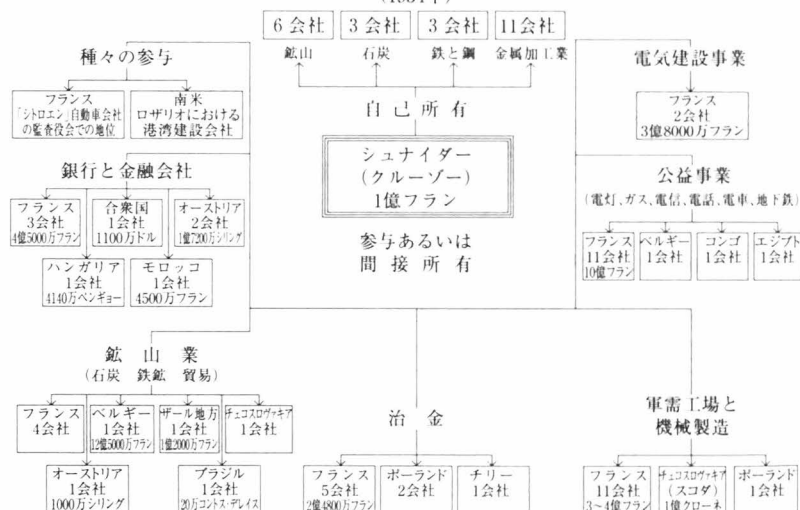 6会社
3会社
3会社
11会社
鉱山
石炭
鉄と鋼
金属加工業
自己所有
シュナイダー
(クルーゾー)
1億フラン
参与あるいは
間接所有
種々の参与
フランス
「シトロエン」自動車会社
の監査役会での地位
南米
ロザリオにおける
港湾建設会社
銀行と金融会社
フランス
3会社
4億5000万フラン
合衆国
1会社
1100万ドル
オーストリア
2会社
1億7200万シリング
ハンガリア
1会社
4140万ペンギョー
モロッコ
1会社
4500万フラン
電気建設事業
フランス
2会社
3億8000万フラン
公益事業
(電灯、ガス、電信、電話、電車、地下鉄)
フランス
11会社
10億フラン
ベルギー
1会社
コンゴ
1会社
エジプト
1会社
鉱山業
(石炭 鉄鉱 貿易)
フランス
4会社
ベルギー
1会社
12億5000万フラン
ザール地方
1会社
1億2000万フラン
チェコスロヴァキア
1会社
オーストリア
1会社
1000万シリング
ブラジル
1会社
20万コントス・デレイス
冶金
フランス
5会社
2億4800万フラン
ポーランド
2会社
チリー
1会社
軍需工場と
機械製造
フランス
11会社
3~4億フラン
チェコスロヴァキア
(スコダ)
1億クローネ
ポーランド
1会社